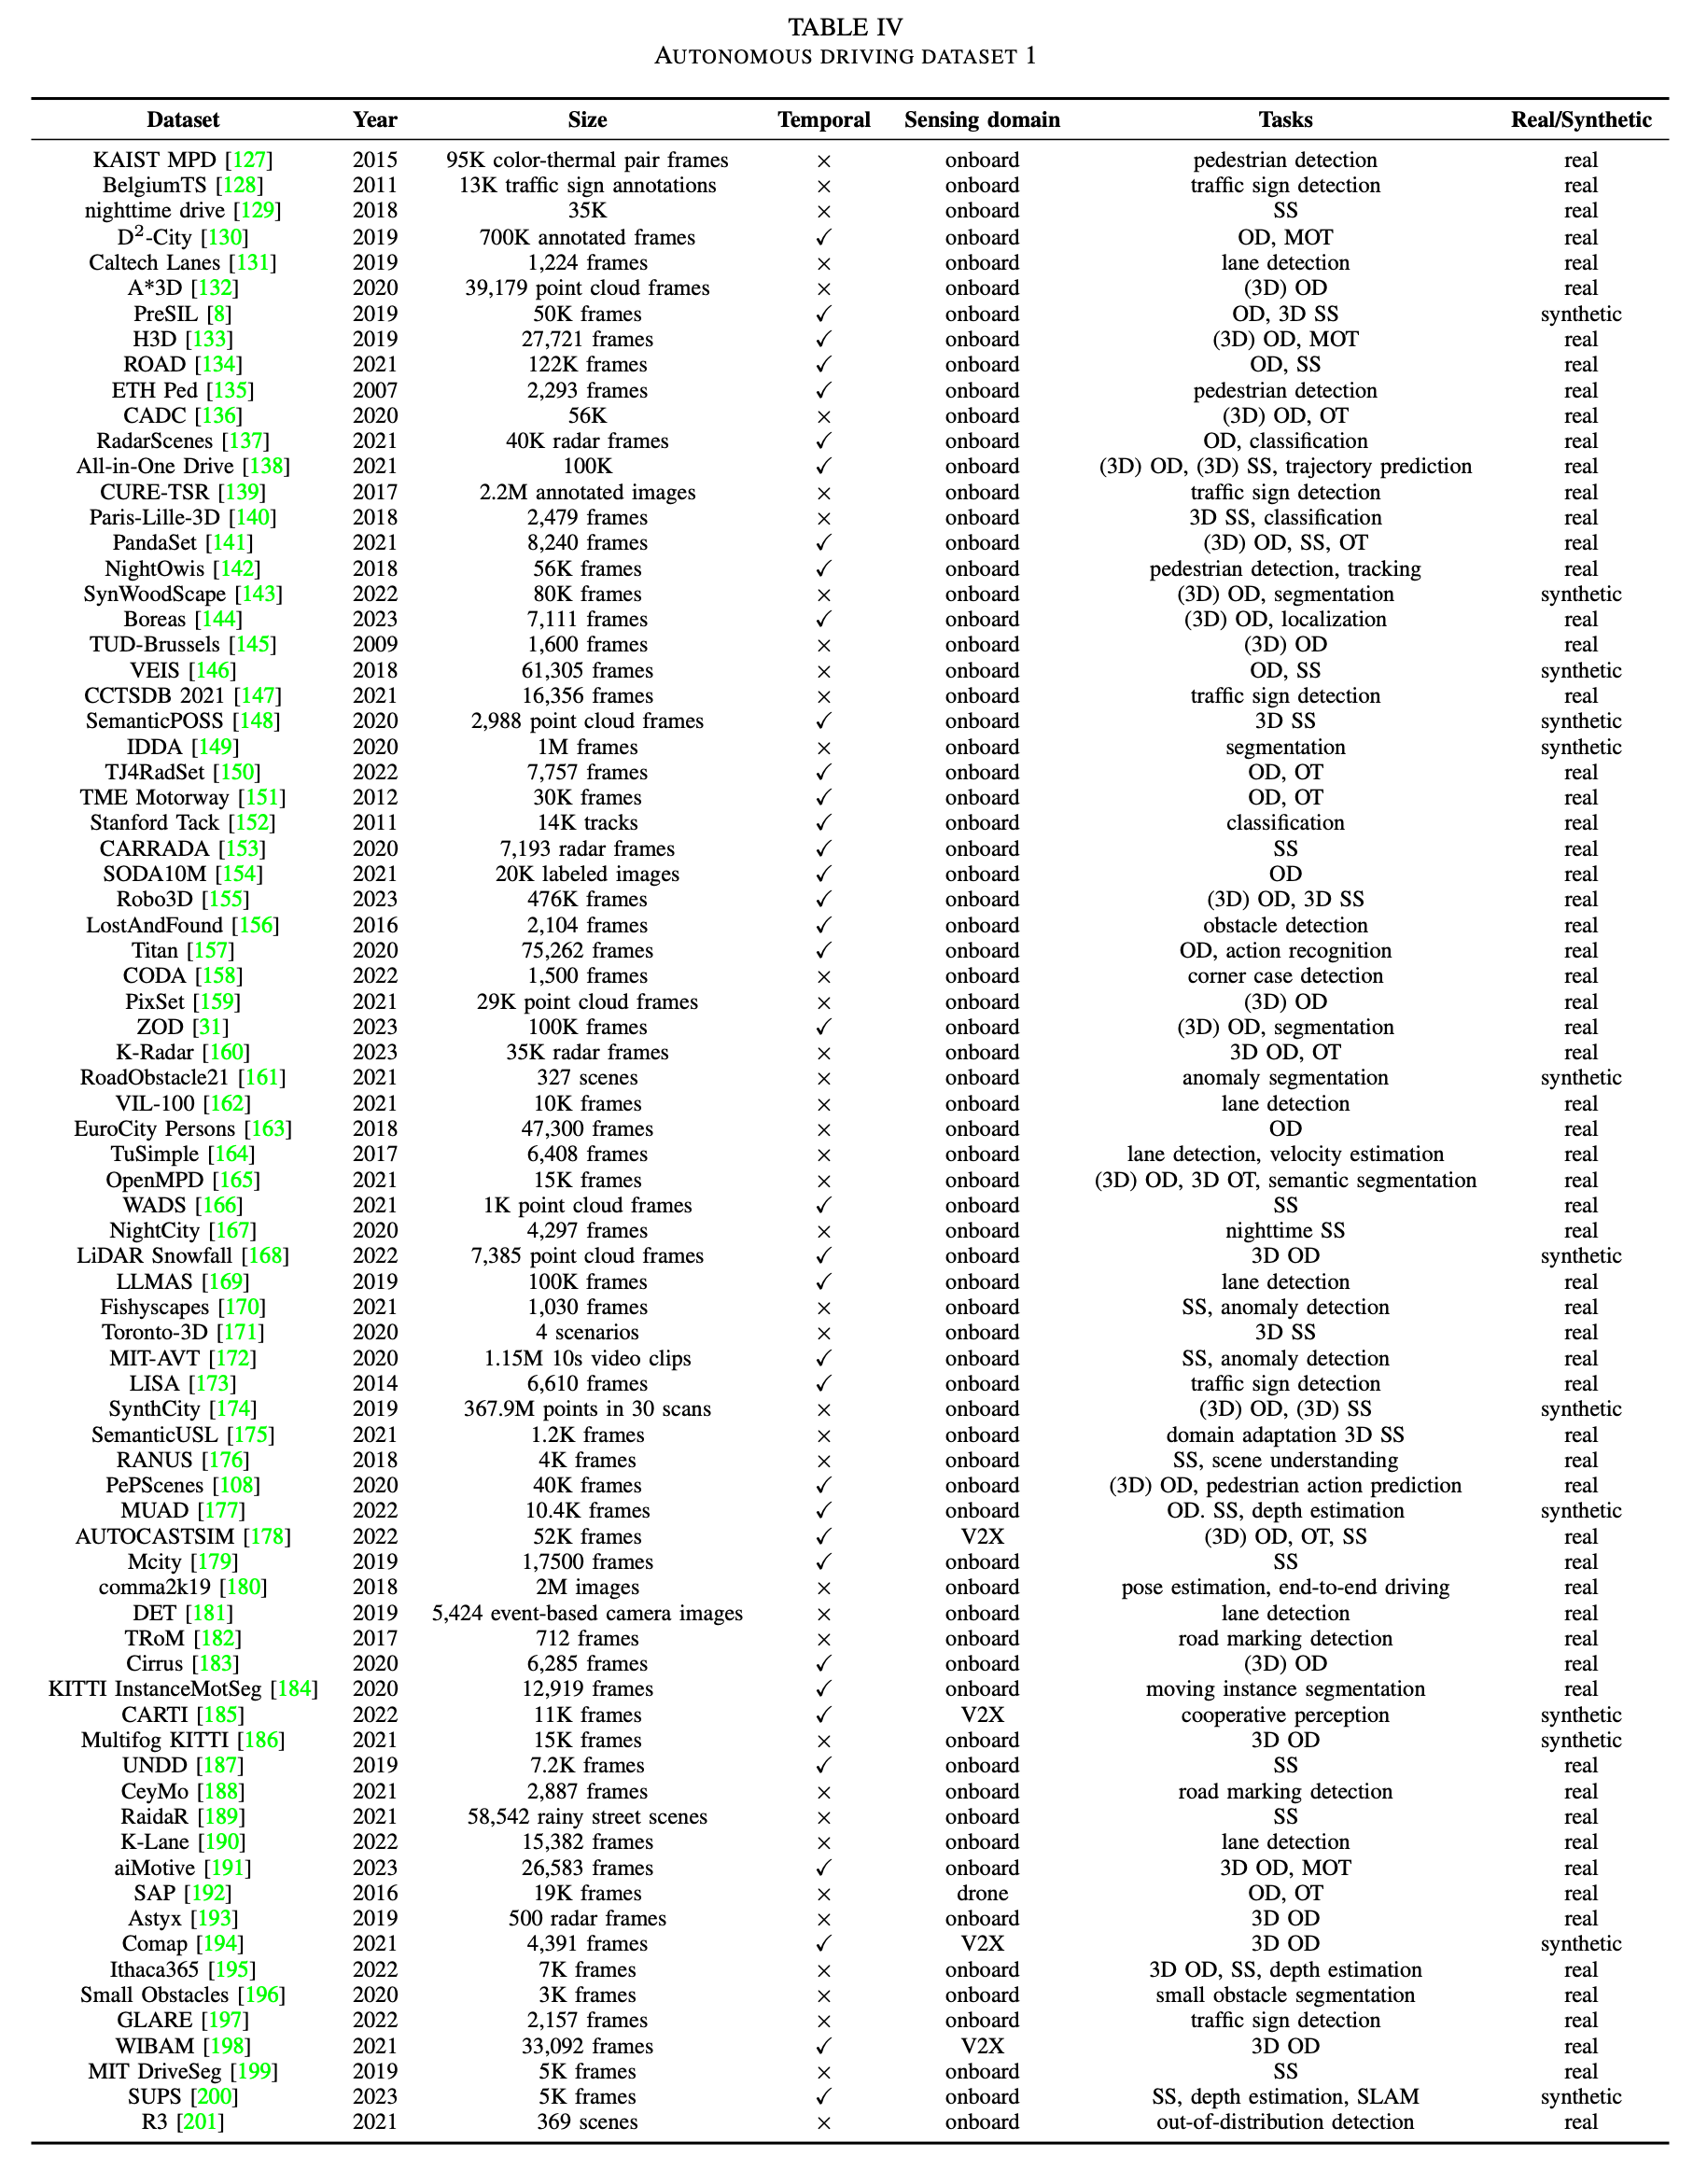 TABLE IV
AUTONOMOUS DRIVING DATASET 1
Dataset Year Size Temporal Sensing domain Tasks Real/Synthetic
KAIST MPD [127] 2015 95K color-thermal pair frames × onboard pedestrian detection real
BelgiumTS [128] 2011 13K traffic sign annotations × onboard traffic sign detection real
nighttime drive [129] 2018 35K × onboard SS real
D²-City [130] 2019 700K annotated frames ✓ onboard OD, MOT real
Caltech Lanes [131] 2019 1,224 frames × onboard lane detection real
A*3D [132] 2020 39,179 point cloud frames × onboard (3D) OD real
PreSIL [8] 2019 50K frames ✓ onboard OD, 3D SS synthetic
H3D [133] 2019 27,721 frames ✓ onboard (3D) OD, MOT real
ROAD [134] 2021 122K frames ✓ onboard OD, SS real
ETH Ped [135] 2007 2,293 frames ✓ onboard pedestrian detection real
CADC [136] 2020 56K × onboard (3D) OD, OT real
RadarScenes [137] 2021 40K radar frames ✓ onboard OD, classification real
All-in-One Drive [138] 2021 100K ✓ onboard (3D) OD, (3D) SS, trajectory prediction real
CURE-TSR [139] 2017 2.2M annotated images × onboard traffic sign detection real
Paris-Lille-3D [140] 2018 2,479 frames × onboard 3D SS, classification real
PandaSet [141] 2021 8,240 frames ✓ onboard (3D) OD, SS, OT real
NightOwis [142] 2018 56K frames ✓ onboard pedestrian detection, tracking real
SynWoodScape [143] 2022 80K frames × onboard (3D) OD, segmentation synthetic
Boreas [144] 2023 7,111 frames ✓ onboard (3D) OD, localization real
TUD-Brussels [145] 2009 1,600 frames × onboard (3D) OD real
VEIS [146] 2018 61,305 frames × onboard OD, SS synthetic
CCTSDB 2021 [147] 2021 16,356 frames × onboard traffic sign detection real
SemanticPOSS [148] 2020 2,988 point cloud frames ✓ onboard 3D SS synthetic
IDDA [149] 2020 1M frames × onboard segmentation synthetic
TJ4RadSet [150] 2022 7,757 frames ✓ onboard OD, OT real
TME Motorway [151] 2012 30K frames ✓ onboard OD, OT real
Stanford Tack [152] 2011 14K tracks ✓ onboard classification real
CARRADA [153] 2020 7,193 radar frames ✓ onboard SS real
SODA10M [154] 2021 20K labeled images ✓ onboard OD real
Robo3D [155] 2023 476K frames ✓ onboard (3D) OD, 3D SS real
LostAndFound [156] 2016 2,104 frames ✓ onboard obstacle detection real
Titan [157] 2020 75,262 frames ✓ onboard OD, action recognition real
CODA [158] 2022 1,500 frames × onboard corner case detection real
PixSet [159] 2021 29K point cloud frames × onboard (3D) OD real
ZOD [31] 2023 100K frames ✓ onboard (3D) OD, segmentation real
K-Radar [160] 2023 35K radar frames × onboard 3D OD, OT real
RoadObstacle21 [161] 2021 327 scenes × onboard anomaly segmentation synthetic
VIL-100 [162] 2021 10K frames × onboard lane detection real
EuroCity Persons [163] 2018 47,300 frames × onboard OD real
TuSimple [164] 2017 6,408 frames × onboard lane detection, velocity estimation real
OpenMPD [165] 2021 15K frames × onboard (3D) OD, 3D OT, semantic segmentation real
WADS [166] 2021 1K point cloud frames ✓ onboard SS real
NightCity [167] 2020 4,297 frames × onboard nighttime SS real
LiDAR Snowfall [168] 2022 7,385 point cloud frames ✓ onboard 3D OD synthetic
LLMAS [169] 2019 100K frames ✓ onboard lane detection real
Fishyscapes [170] 2021 1,030 frames × onboard SS, anomaly detection real
Toronto-3D [171] 2020 4 scenarios × onboard 3D SS real
MIT-AVT [172] 2020 1.15M 10s video clips ✓ onboard SS, anomaly detection real
LISA [173] 2014 6,610 frames ✓ onboard traffic sign detection real
SynthCity [174] 2019 367.9M points in 30 scans × onboard (3D) OD, (3D) SS synthetic
SemanticUSL [175] 2021 1.2K frames × onboard domain adaptation 3D SS real
RANUS [176] 2018 4K frames × onboard SS, scene understanding real
PePScenes [108] 2020 40K frames ✓ onboard (3D) OD, pedestrian action prediction real
MUAD [177] 2022 10.4K frames ✓ onboard OD. SS, depth estimation synthetic
AUTOCASTSIM [178] 2022 52K frames ✓ V2X (3D) OD, OT, SS real
Mcity [179] 2019 1,7500 frames ✓ onboard SS real
comma2k19 [180] 2018 2M images × onboard pose estimation, end-to-end driving real
DET [181] 2019 5,424 event-based camera images × onboard lane detection real
TRoM [182] 2017 712 frames × onboard road marking detection real
Cirrus [183] 2020 6,285 frames ✓ onboard (3D) OD real
KITTI InstanceMotSeg [184] 2020 12,919 frames ✓ onboard moving instance segmentation real
CARTI [185] 2022 11K frames ✓ V2X cooperative perception synthetic
Multifog KITTI [186] 2021 15K frames × onboard 3D OD synthetic
UNDD [187] 2019 7.2K frames ✓ onboard SS real
CeyMo [188] 2021 2,887 frames × onboard road marking detection real
RaidaR [189] 2021 58,542 rainy street scenes × onboard SS real
K-Lane [190] 2022 15,382 frames × onboard lane detection real
aiMotive [191] 2023 26,583 frames ✓ onboard 3D OD, MOT real
SAP [192] 2016 19K frames × drone OD, OT real
Astyx [193] 2019 500 radar frames × onboard 3D OD real
Comap [194] 2021 4,391 frames ✓ V2X 3D OD synthetic
Ithaca365 [195] 2022 7K frames × onboard 3D OD, SS, depth estimation real
Small Obstacles [196] 2020 3K frames × onboard small obstacle segmentation real
GLARE [197] 2022 2,157 frames × onboard traffic sign detection real
WIBAM [198] 2021 33,092 frames ✓ V2X 3D OD real
MIT DriveSeg [199] 2019 5K frames × onboard SS real
SUPS [200] 2023 5K frames ✓ onboard SS, depth estimation, SLAM synthetic
R3 [201] 2021 369 scenes × onboard out-of-distribution detection real